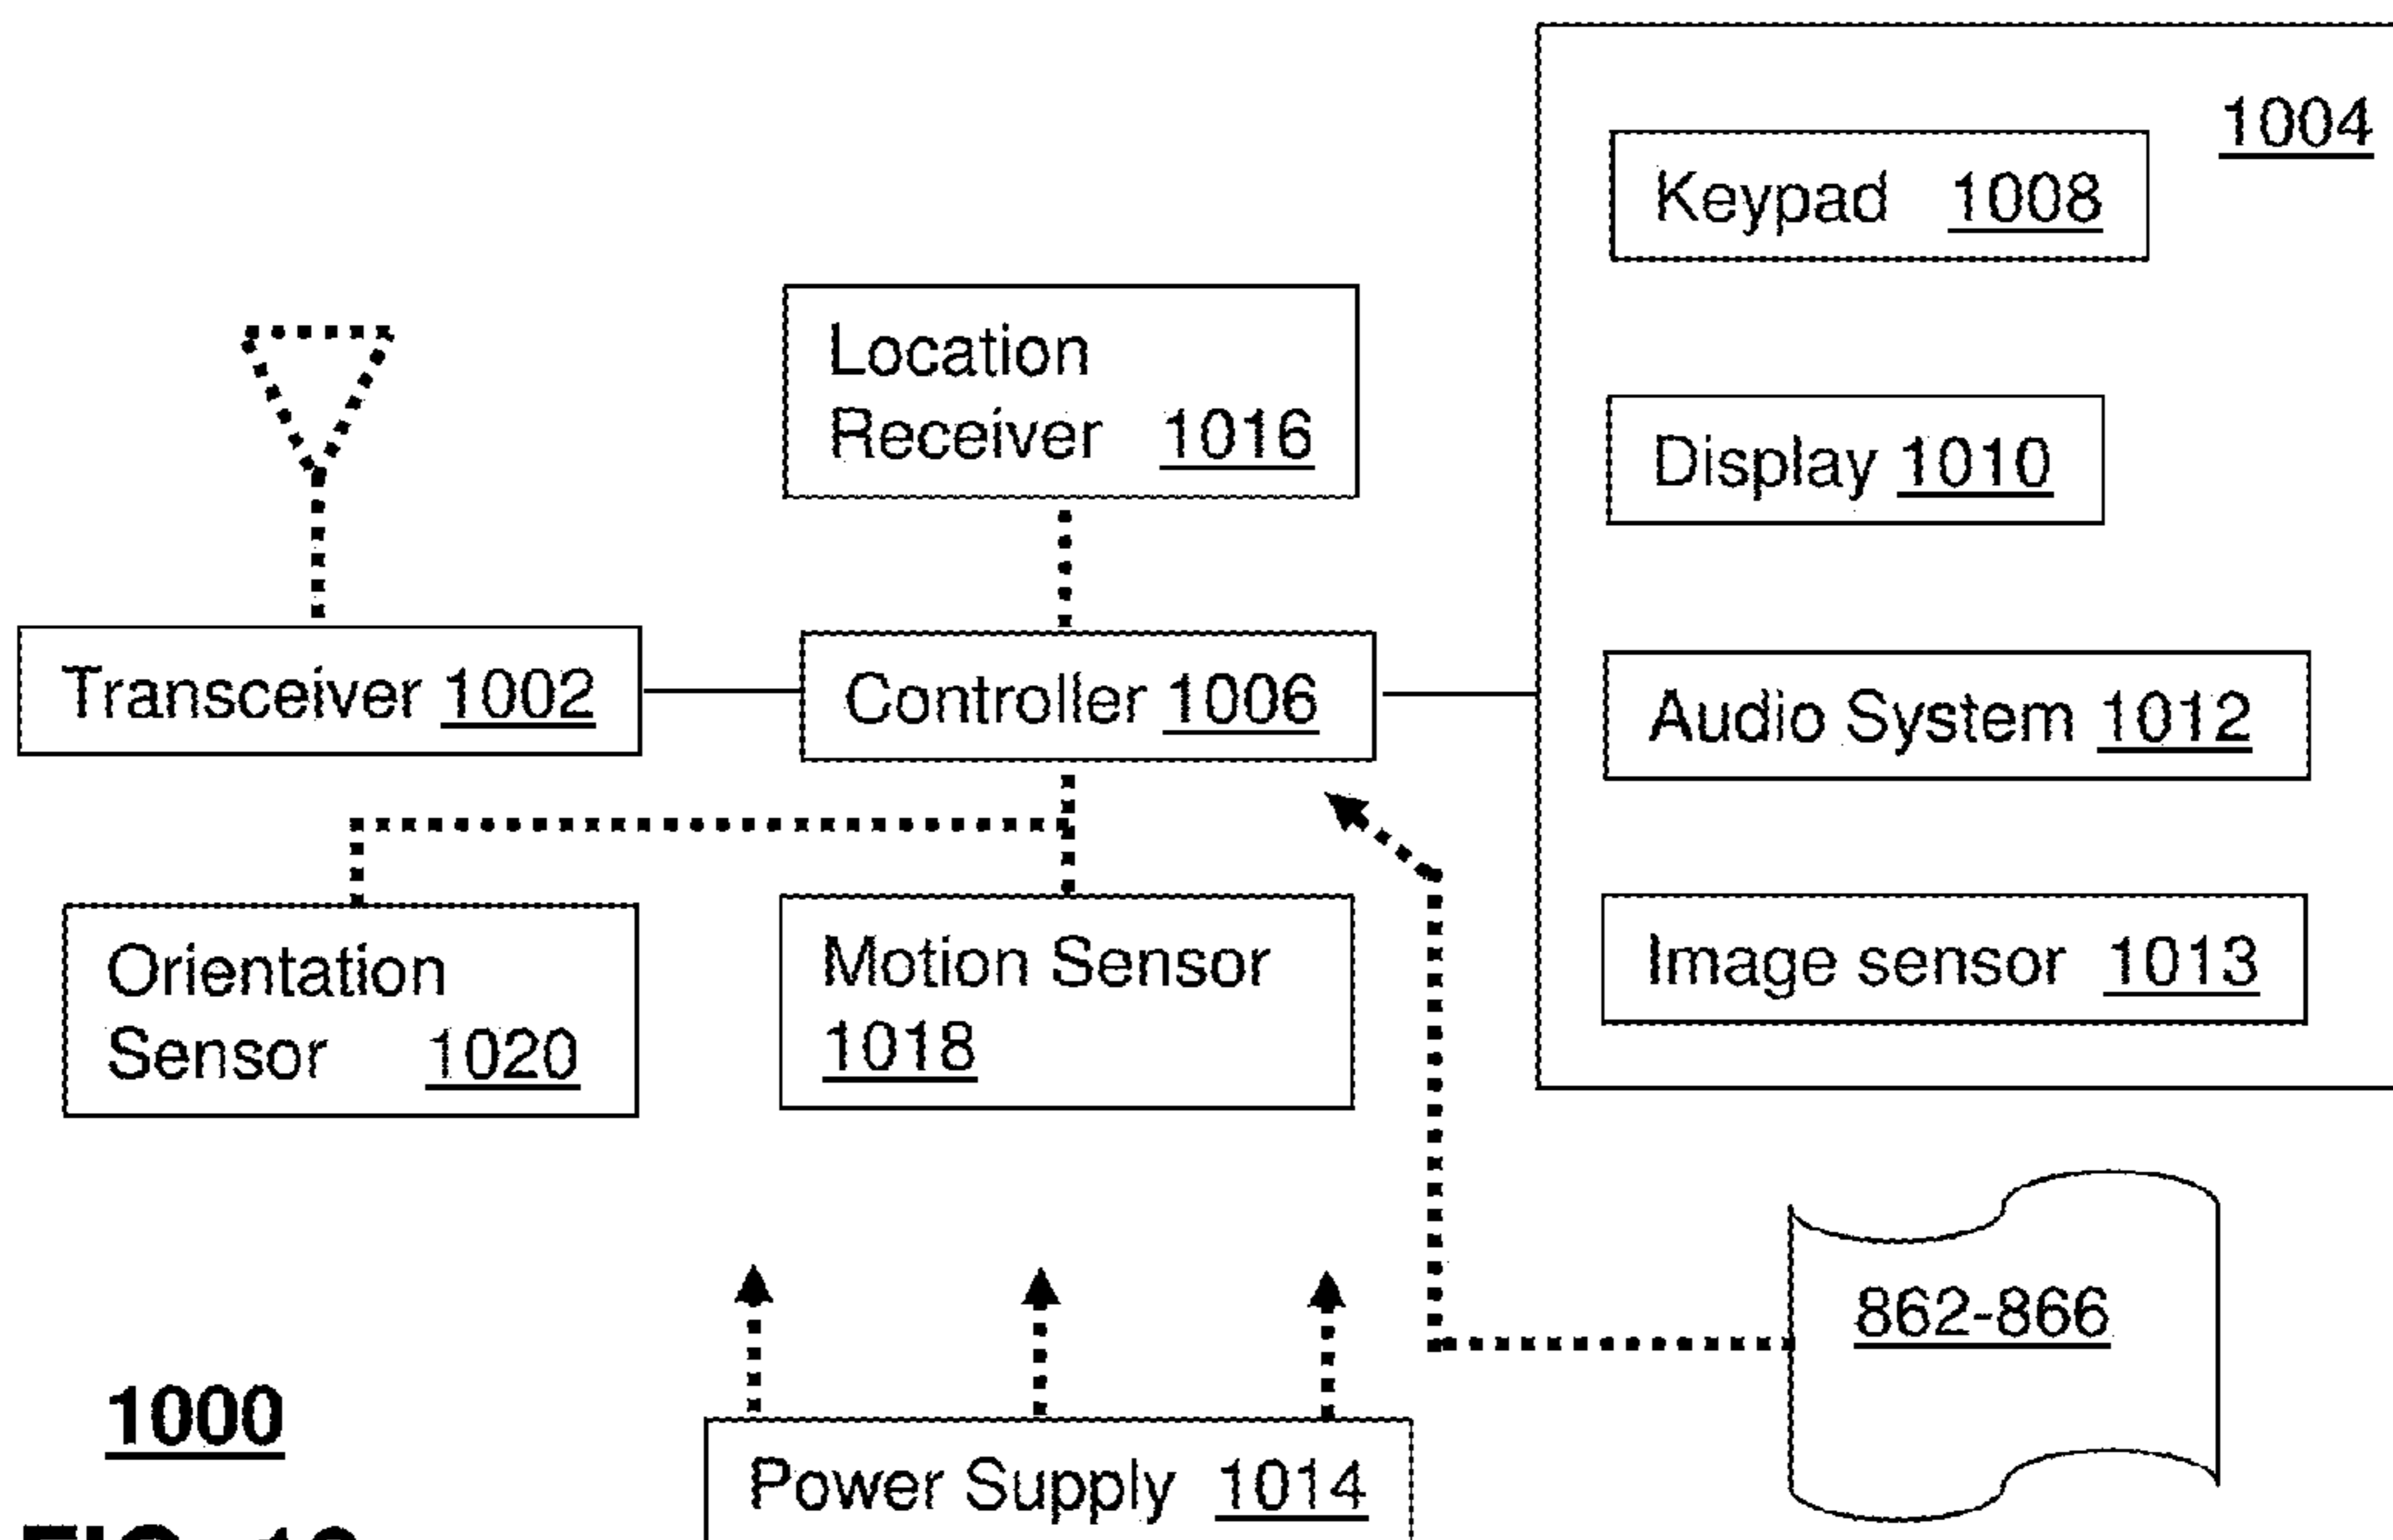 1004
Keypad 1008
Location
Receiver 1016
Display 1010
Transceiver 1002
Controller 1006
Audio System 1012
Orientation
Sensor 1020
Motion Sensor
1018
Image sensor 1013
862-866
1000
Power Supply 1014